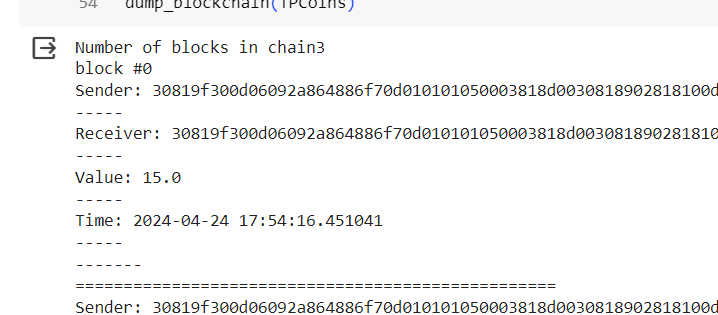 54 dump_blockchain(TPCoins)
Number of blocks in chain3
block #0
Sender: 30819f300d06092a864886f70d010101050003818d0030818902818100d
-----
Receiver: 30819f300d06092a864886f70d010101050003818d003081890281810
-----
Value: 15.0
-----
Time: 2024-04-24 17:54:16.451041
-----
-------
==================================================
Sender: 30819f300d06092a864886f70d010101050003818d0030818902818100d